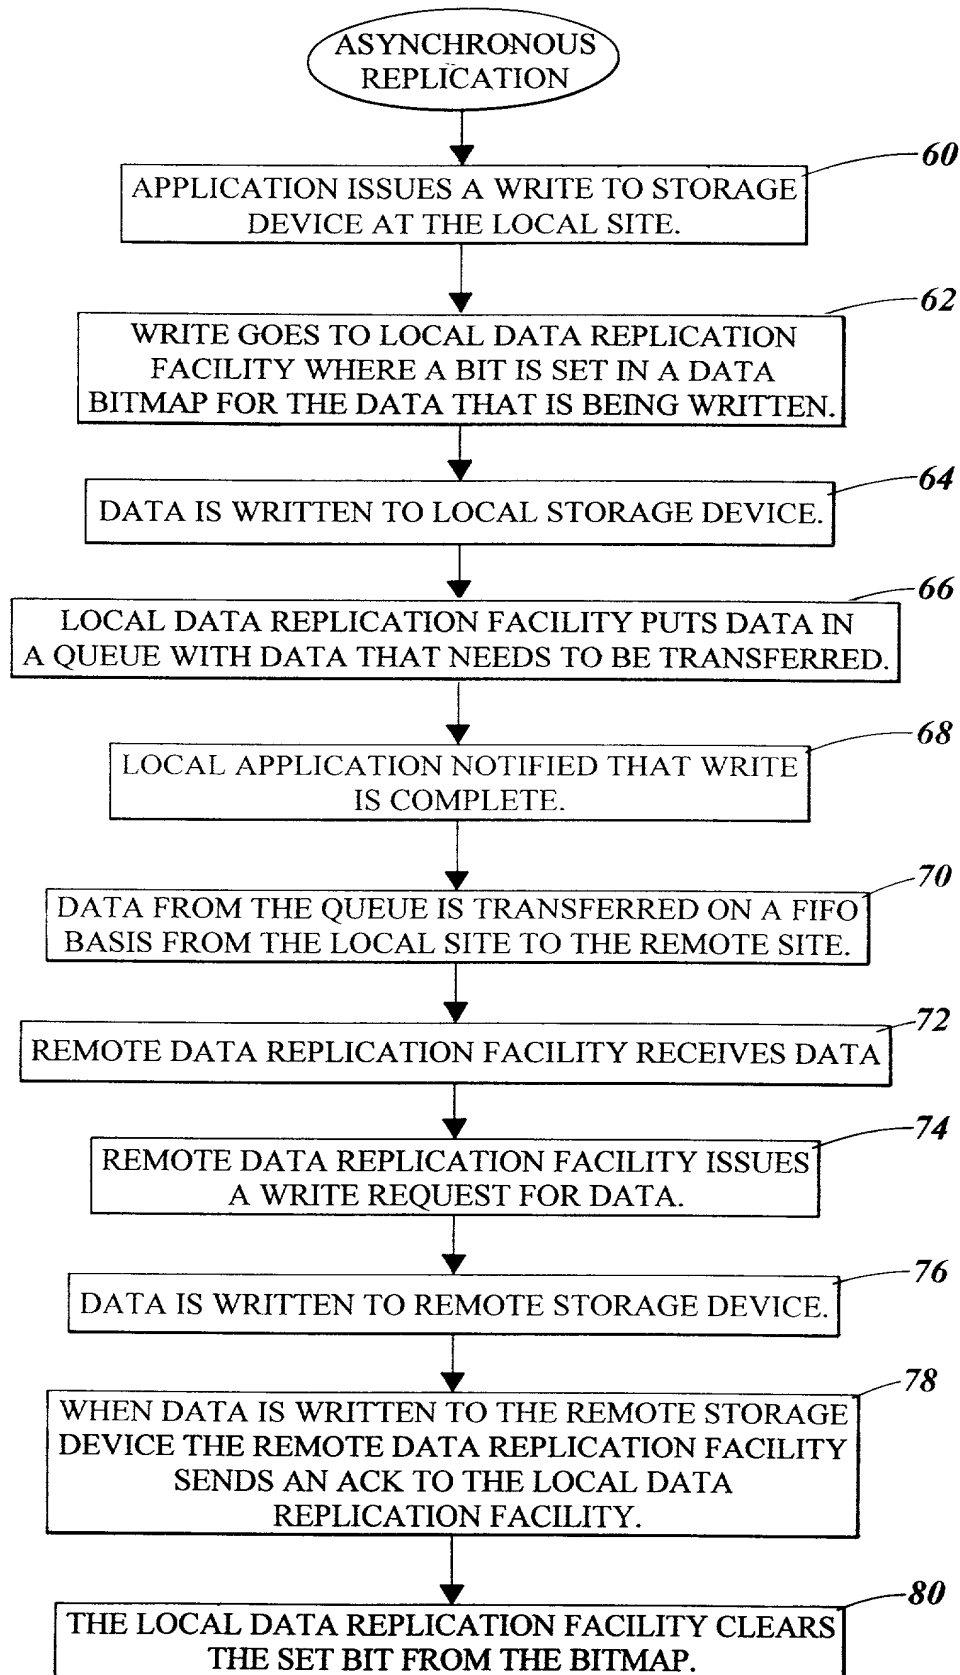 ASYNCHRONOUS
REPLICATION
60
APPLICATION ISSUES A WRITE TO STORAGE
DEVICE AT THE LOCAL SITE.
62
WRITE GOES TO LOCAL DATA REPLICATION
FACILITY WHERE A BIT IS SET IN A DATA
BITMAP FOR THE DATA THAT IS BEING WRITTEN.
64
DATA IS WRITTEN TO LOCAL STORAGE DEVICE.
66
LOCAL DATA REPLICATION FACILITY PUTS DATA IN
A QUEUE WITH DATA THAT NEEDS TO BE TRANSFERRED.
68
LOCAL APPLICATION NOTIFIED THAT WRITE
IS COMPLETE.
70
DATA FROM THE QUEUE IS TRANSFERRED ON A FIFO
BASIS FROM THE LOCAL SITE TO THE REMOTE SITE.
72
REMOTE DATA REPLICATION FACILITY RECEIVES DATA
74
REMOTE DATA REPLICATION FACILITY ISSUES
A WRITE REQUEST FOR DATA.
76
DATA IS WRITTEN TO REMOTE STORAGE DEVICE.
78
WHEN DATA IS WRITTEN TO THE REMOTE STORAGE
DEVICE THE REMOTE DATA REPLICATION FACILITY
SENDS AN ACK TO THE LOCAL DATA
REPLICATION FACILITY.
80
THE LOCAL DATA REPLICATION FACILITY CLEARS
THE SET BIT FROM THE BITMAP.